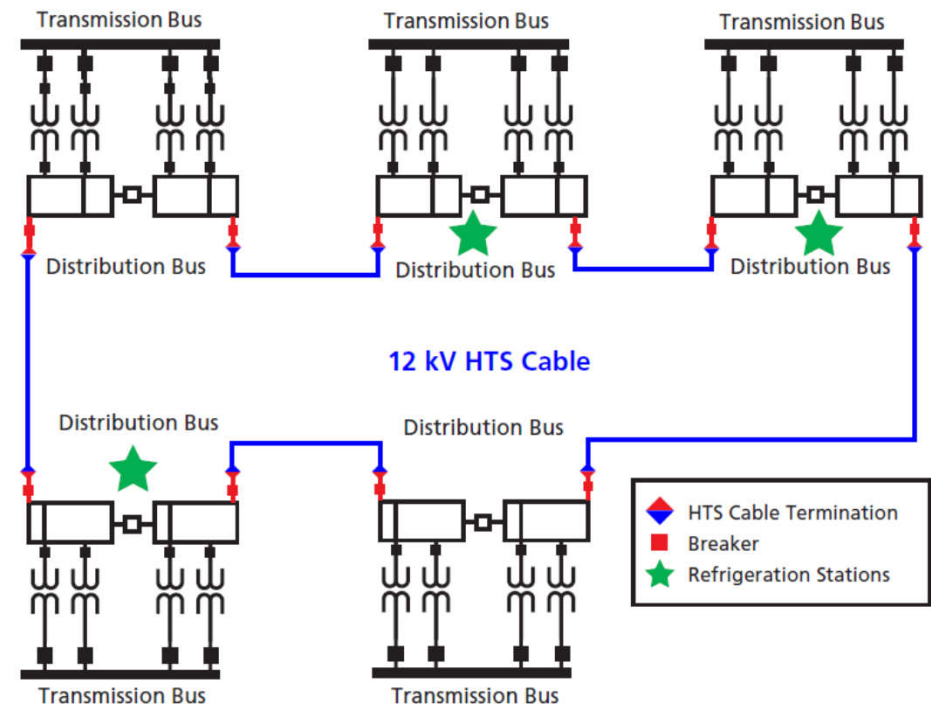 Transmission Bus
Transmission Bus
Transmission Bus
Distribution Bus
Distribution Bus
Distribution Bus
12 kV HTS Cable
Distribution Bus
Distribution Bus
HTS Cable Termination
Breaker
Refrigeration Stations
Transmission Bus
Transmission Bus